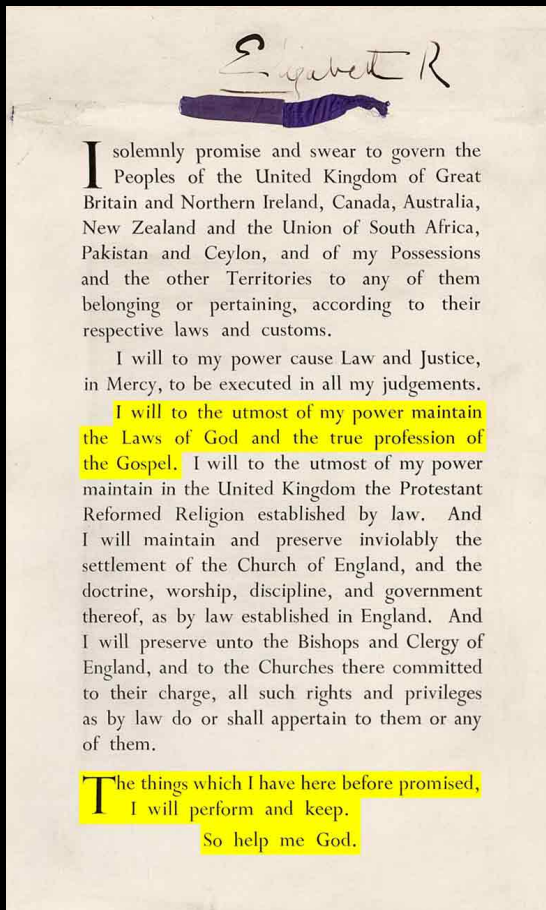 Elizabeth R
I solemnly promise and swear to govern the
Peoples of the United Kingdom of Great
Britain and Northern Ireland, Canada, Australia,
New Zealand and the Union of South Africa,
Pakistan and Ceylon, and of my Possessions
and the other Territories to any of them
belonging or pertaining, according to their
respective laws and customs.
I will to my power cause Law and Justice,
in Mercy, to be executed in all my judgements.
I will to the utmost of my power maintain
the Laws of God and the true profession of
the Gospel. I will to the utmost of my power
maintain in the United Kingdom the Protestant
Reformed Religion established by law. And
I will maintain and preserve inviolably the
settlement of the Church of England, and the
doctrine, worship, discipline, and government
thereof, as by law established in England. And
I will preserve unto the Bishops and Clergy of
England, and to the Churches there committed
to their charge, all such rights and privileges
as by law do or shall appertain to them or any
of them.
The things which I have here before promised,
I will perform and keep.
So help me God.